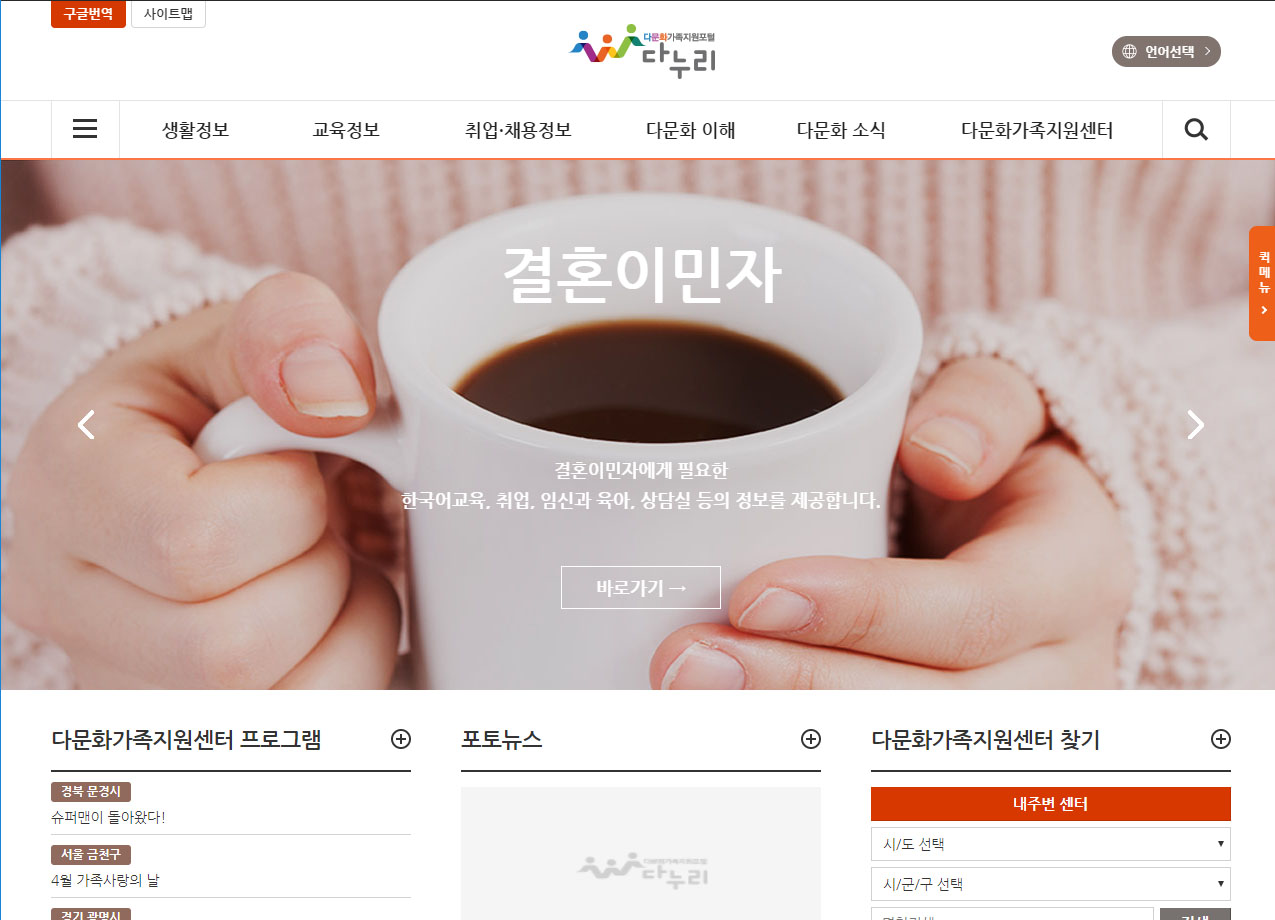 구글번역
사이트맵
다문화가족지원포털
다누리
언어선택
생활정보
교육정보
취업·채용정보
다문화 이해
다문화 소식
다문화가족지원센터
결혼이민자
퀵
메
뉴
결혼이민자에게 필요한
한국어교육, 취업, 임신과 육아, 상담실 등의 정보를 제공합니다.
바로가기 →
다문화가족지원센터 프로그램
경북 문경시
슈퍼맨이 돌아왔다!
서울 금천구
4월 가족사랑의 날
경기 광명시
포토뉴스
다문화가족지원포털
다누리
다문화가족지원센터 찾기
내주변 센터
시/도 선택
시/군/구 선택